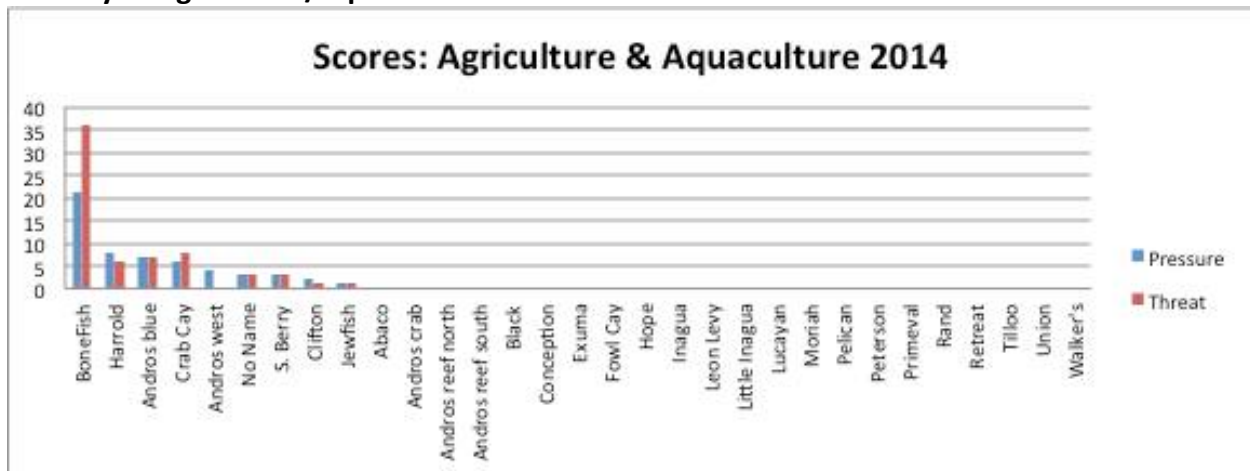 Scores: Agriculture & Aquaculture 2014
40
35
30
25
20
15
10
5
0
BoneFish
Harrold
Andros blue
Crab Cay
Andros west
No Name
S. Berry
Clifton
Jewfish
Abaco
Andros crab
Andros reef north
Andros reef south
Black
Conception
Exuma
Fowl Cay
Hope
Inagua
Leon Levy
Little Inagua
Lucayan
Moriah
Pelican
Peterson
Primeval
Rand
Retreat
Tilloo
Union
Walker's
Pressure
Threat